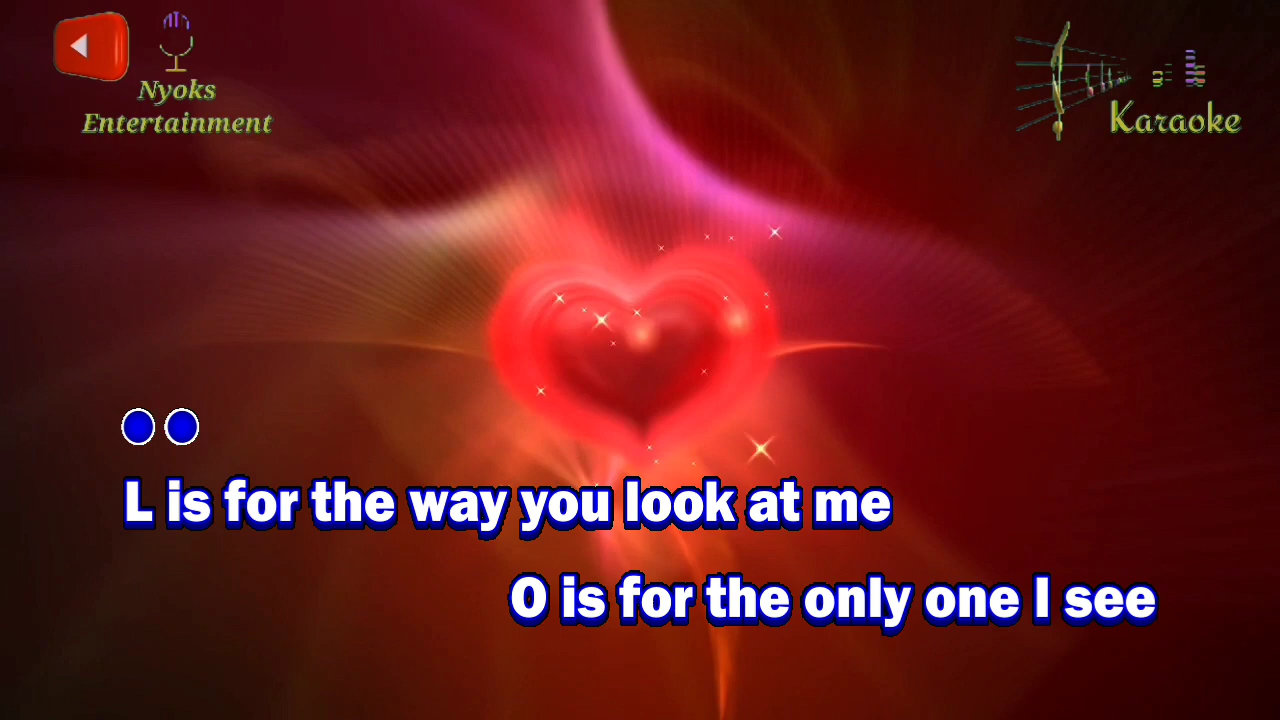 Nyoks
Entertainment
Karaoke
L is for the way you look at me
O is for the only one I see